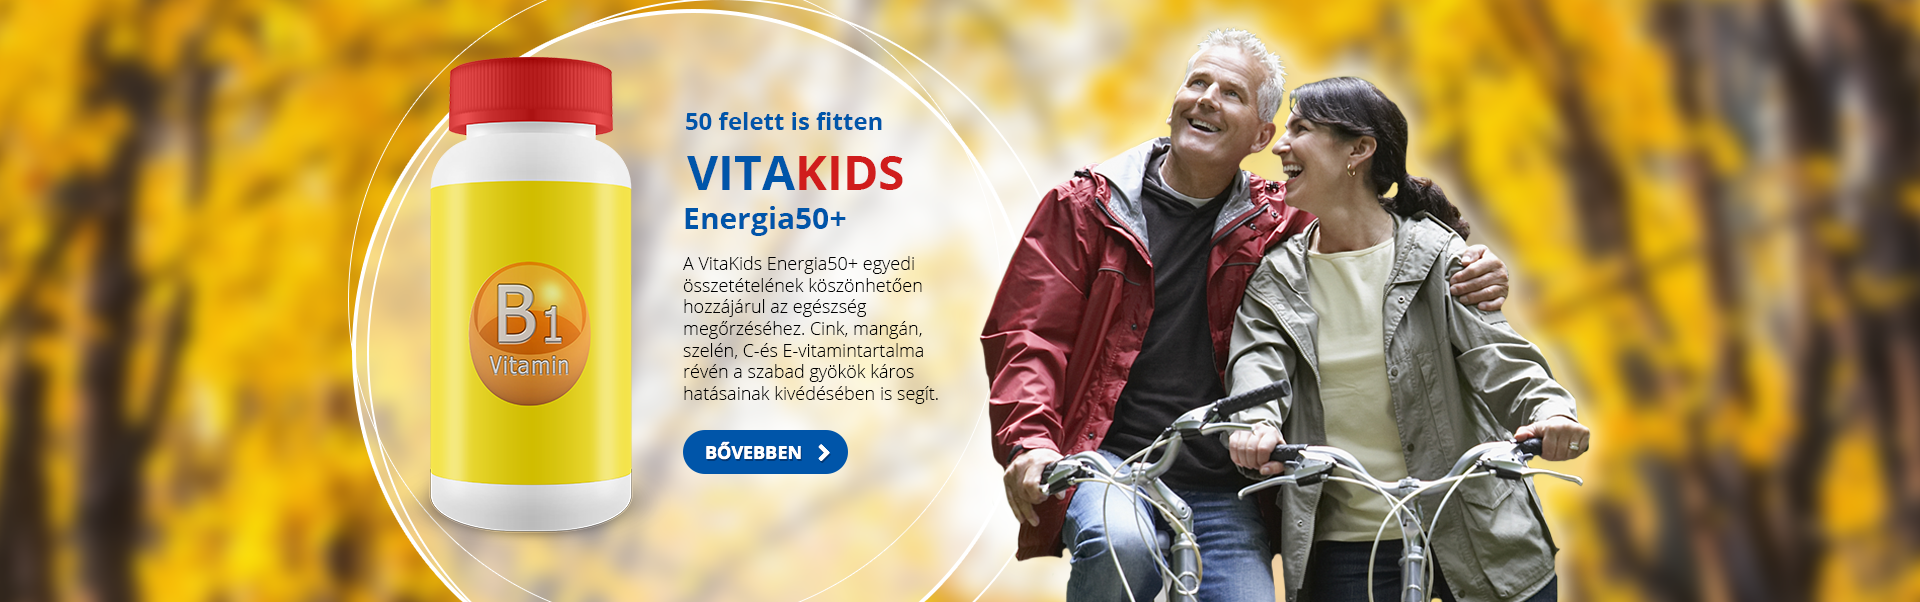 B1
Vitamin
50 felett is fitten
VITAKIDS
Energia50+
A VitaKids Energia50+ egyedi
összetételének köszönhetően
hozzájárul az egészség
megőrzéséhez. Cink, mangán,
szelén, C-és E-vitamintartalma
révén a szabad gyökök káros
hatásainak kivédésében is segít.
BŐVEBBEN